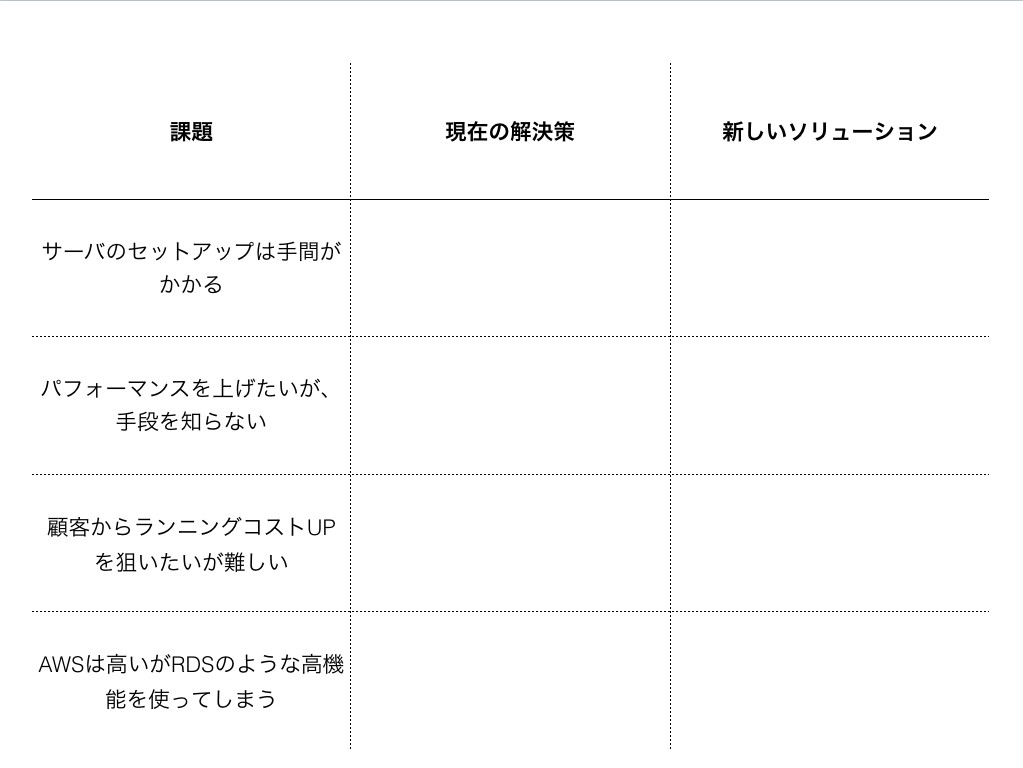 課題
現在の解決策
新しいソリューション
サーバのセットアップは手間が
かかる
パフォーマンスを上げたいが、
手段を知らない
顧客からランニングコストUP
を狙いたいが難しい
AWSは高いがRDSのような高機
能を使ってしまう